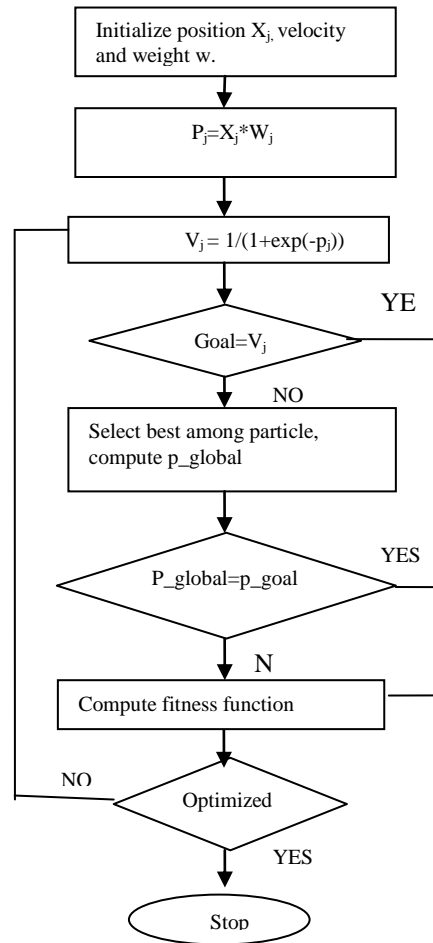 Initialize position X_j, velocity
and weight w.
P_j=X_j*W_j
V_j = 1/(1+exp(-p_j))
YE
Goal=V_j
NO
Select best among particle,
compute p_global
YES
P_global=p_goal
N
Compute fitness function
NO
Optimized
YES
Stop